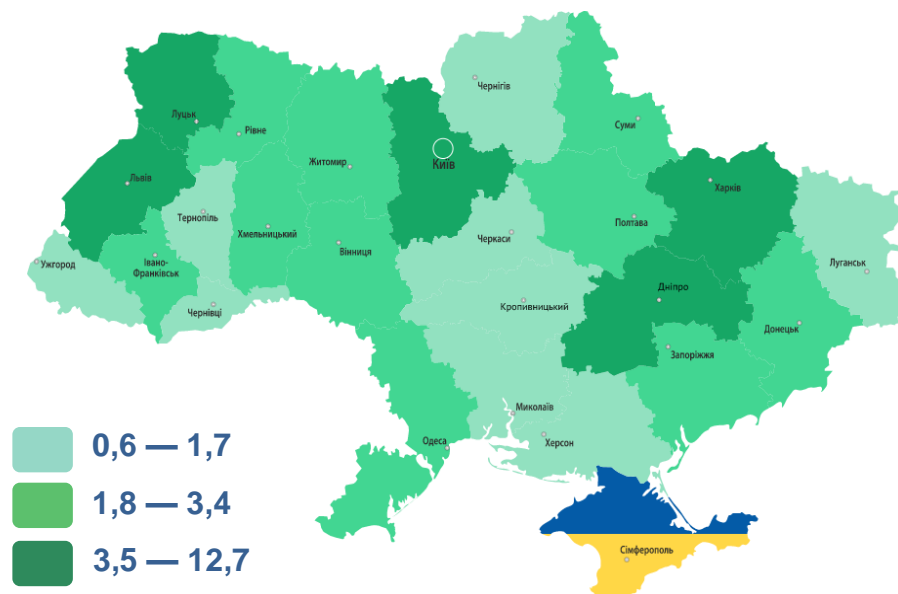 Чернігів
Луцьк
Рівне
Суми
Житомир
Київ
Львів
Харків
Тернопіль
Хмельницький
Полтава
Черкаси
Вінниця
Ужгород
Івано-
Франківськ
Луганськ
Дніпро
Чернівці
Кропивницький
Донецьк
Запоріжжя
Миколаїв
Одеса
Херсон
Сімферополь
0,6 — 1,7
1,8 — 3,4
3,5 — 12,7